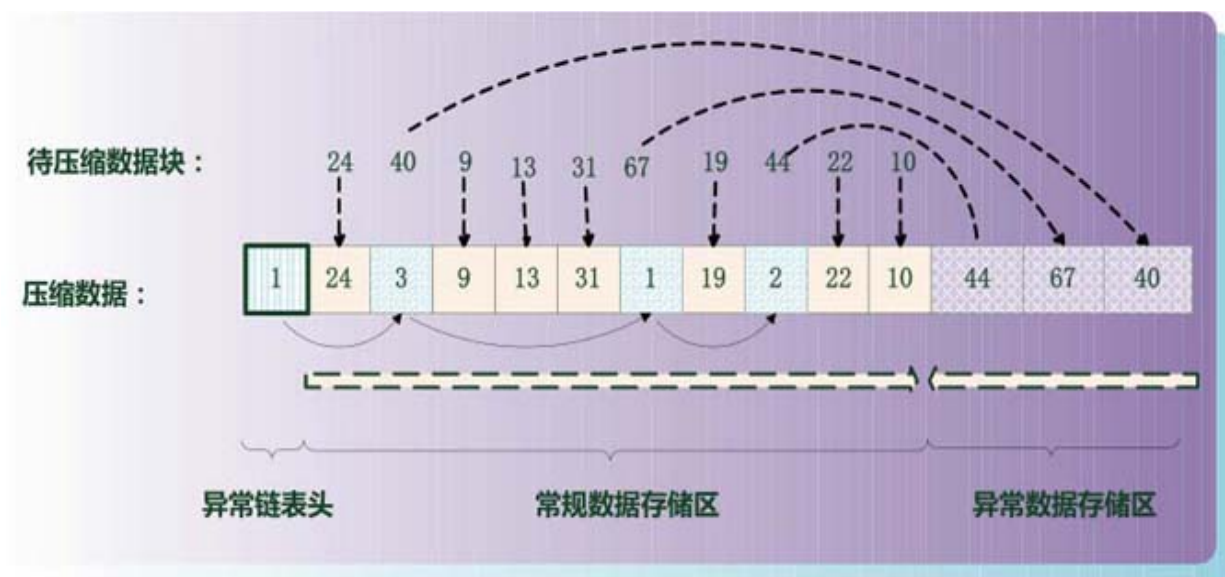 待压缩数据块： 24 40 9 13 31 67 19 44 22 10
压缩数据： 1 24 3 9 13 31 1 19 2 22 10 44 67 40
异常链表头 常规数据存储区 异常数据存储区